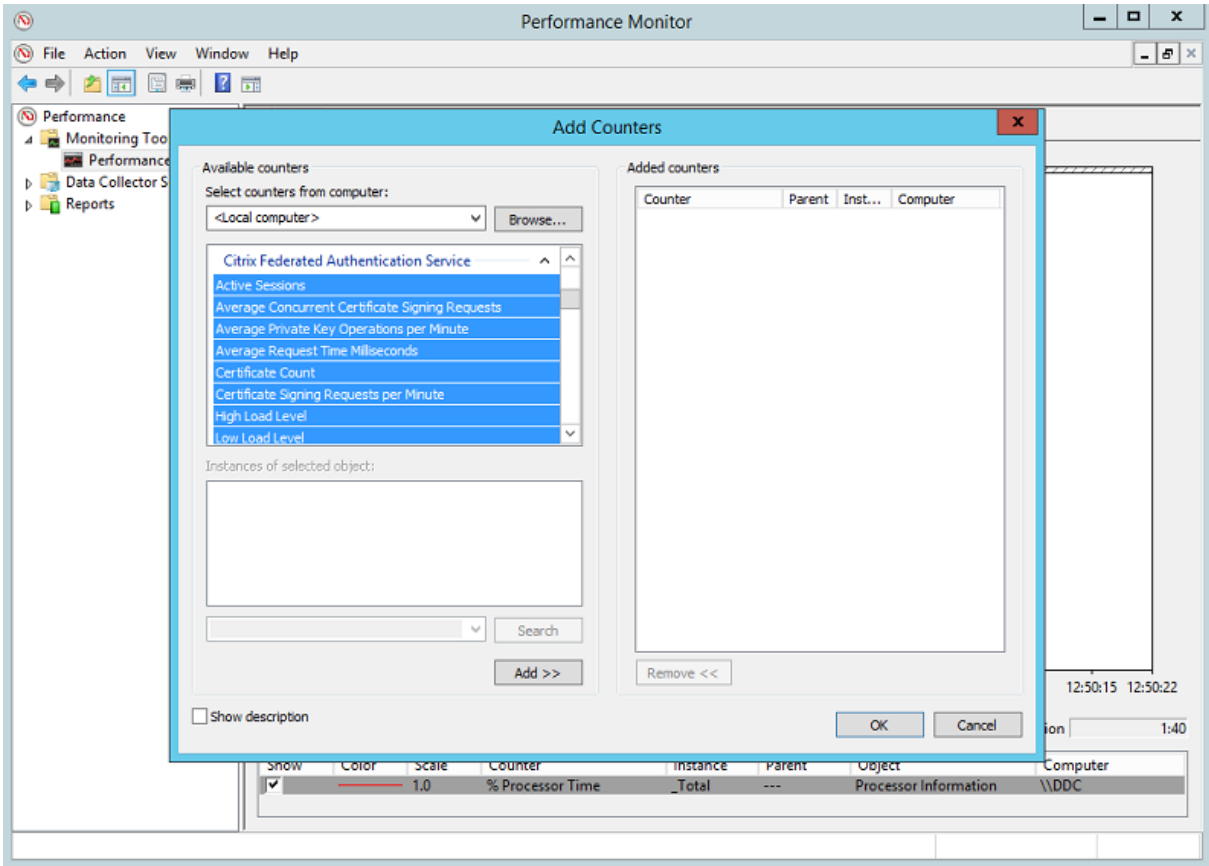 Performance Monitor
File Action View Window Help
Performance
Monitoring Too
Performance
Data Collector S
Reports
Add Counters
Available counters
Select counters from computer:
<Local computer>
Browse...
Citrix Federated Authentication Service
Active Sessions
Average Concurrent Certificate Signing Requests
Average Private Key Operations per Minute
Average Request Time Milliseconds
Certificate Count
Certificate Signing Requests per Minute
High Load Level
Low Load Level
Instances of selected object:
Search
Add >>
Show description
Added counters
Counter Parent Inst... Computer
Remove <<
OK Cancel
12:50:15 12:50:22
ion 1:40
Show Color Scale Counter Instance Parent Object Computer
1.0 % Processor Time _Total --- Processor Information \\DDC